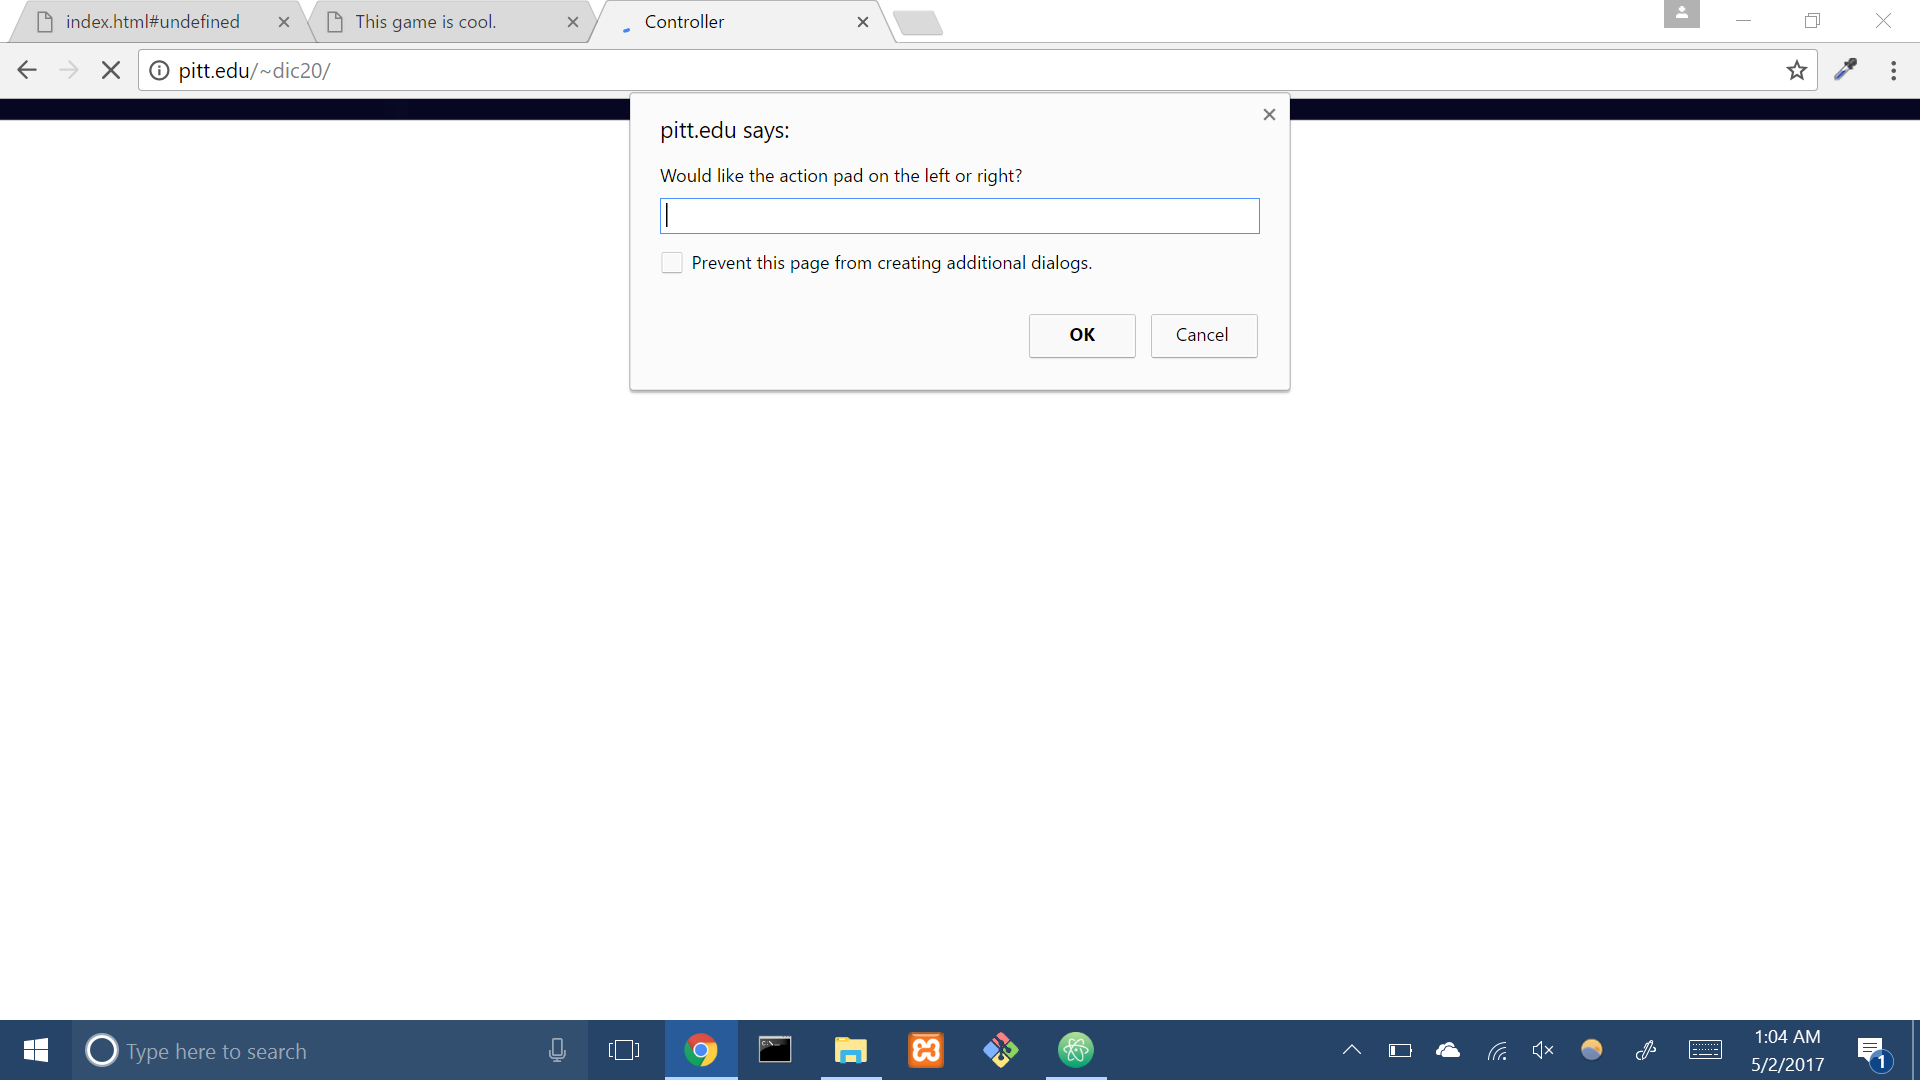 index.html#undefined
This game is cool.
Controller
pitt.edu/~dic20/
pitt.edu says:
Would like the action pad on the left or right?
Prevent this page from creating additional dialogs.
OK
Cancel
Type here to search
C:\_
1:04 AM
5/2/2017
1